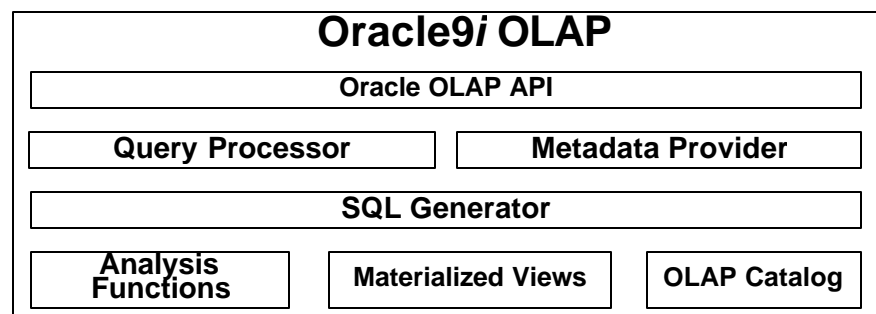 Oracle9i OLAP
Oracle OLAP API
Query Processor
Metadata Provider
SQL Generator
Analysis
Functions
Materialized Views
OLAP Catalog